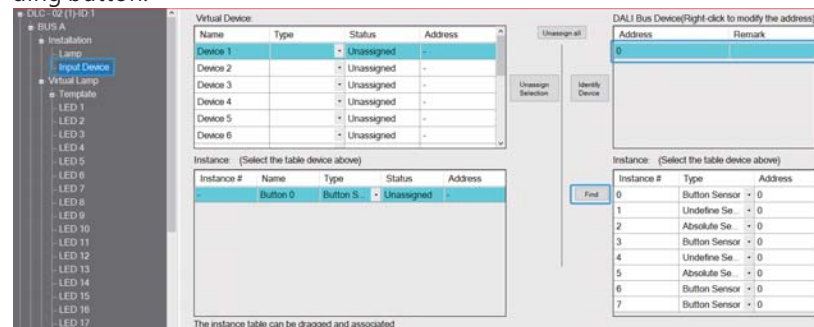 ding button.
DLC - 02 (1)-ID:1
BUS A
Installation
Lamp
Input Device
Virtual Lamp
Template
LED 1
LED 2
LED 3
LED 4
LED 5
LED 6
LED 7
LED 8
LED 9
LED 10
LED 11
LED 12
LED 13
LED 14
LED 15
LED 16
LED 17
Virtual Device:
Name Type Status Address
Device 1 Unassigned -
Device 2 Unassigned -
Device 3 Unassigned -
Device 4 Unassigned -
Device 5 Unassigned -
Device 6 Unassigned -
Instance: (Select the table device above)
Instance # Name Type Status Address
- Button 0 Button S... Unassigned -
The instance table can be dragged and associated
Unassign all
Unassign Selection
Identify Device
Find
DALI Bus Device(Right-click to modify the address)
Address Remark
0
Instance: (Select the table device above)
Instance # Type Address
0 Button Sensor 0
1 Undefine Se... 0
2 Absolute Se... 0
3 Button Sensor 0
4 Undefine Se... 0
5 Absolute Se... 0
6 Button Sensor 0
7 Button Sensor 0